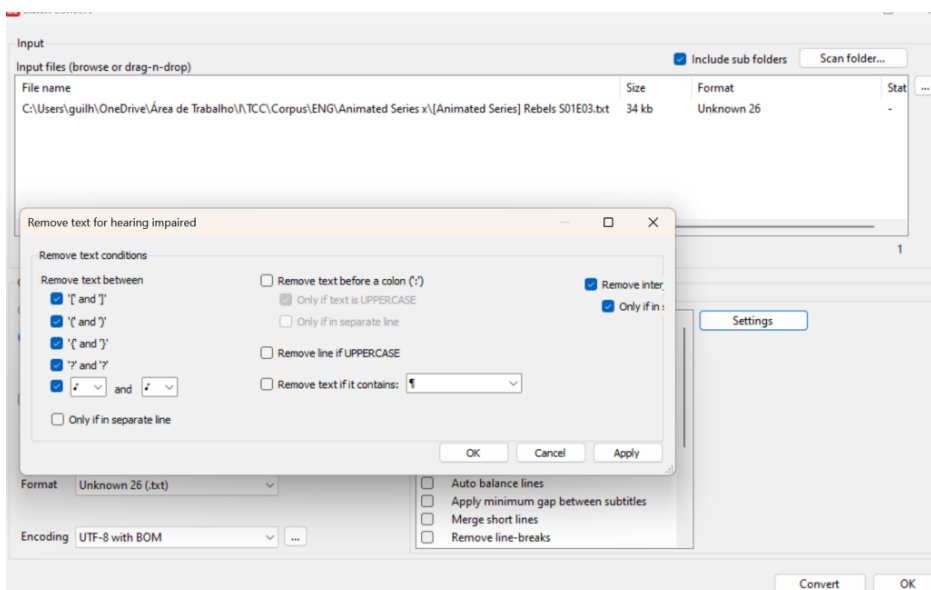 Input
Input files (browse or drag-n-drop)
Include sub folders
Scan folder...
File name Size Format Stat ...
C:\Users\guilh\OneDrive\Área de Trabalho\I\TCC\Corpus\ENG\Animated Series x\[Animated Series] Rebels S01E03.txt 34 kb Unknown 26 -
Remove text for hearing impaired
1
Remove text conditions
Remove text between
'[' and ']'
'(' and ')'
'{' and '}'
'?' and '?'
♪ and ♪
Only if in separate line
Remove text before a colon (':')
Only if text is UPPERCASE
Only if in separate line
Remove line if UPPERCASE
Remove text if it contains: ¶
Remove inter
Only if in s
Settings
OK Cancel Apply
Format Unknown 26 (.txt)
Encoding UTF-8 with BOM ...
Auto balance lines
Apply minimum gap between subtitles
Merge short lines
Remove line-breaks
Convert OK